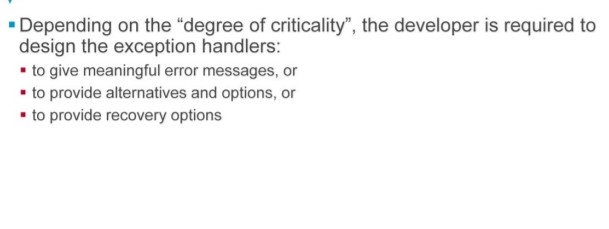 Depending on the “degree of criticality”, the developer is required to
design the exception handlers:
to give meaningful error messages, or
to provide alternatives and options, or
to provide recovery options